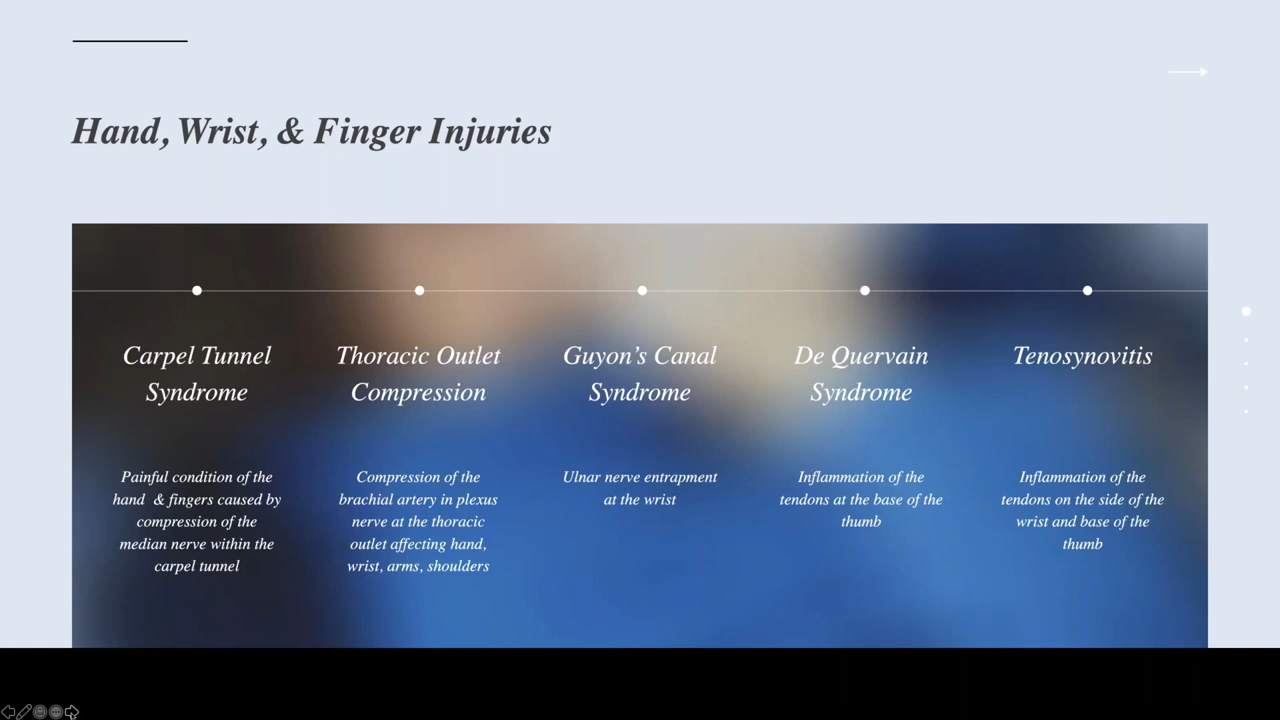 Hand, Wrist, & Finger Injuries
Carpel Tunnel
Syndrome
Painful condition of the
hand & fingers caused by
compression of the
median nerve within the
carpel tunnel
Thoracic Outlet
Compression
Compression of the
brachial artery in plexus
nerve at the thoracic
outlet affecting hand,
wrist, arms, shoulders
Guyon’s Canal
Syndrome
Ulnar nerve entrapment
at the wrist
De Quervain
Syndrome
Inflammation of the
tendons at the base of the
thumb
Tenosynovitis
Inflammation of the
tendons on the side of the
wrist and base of the
thumb